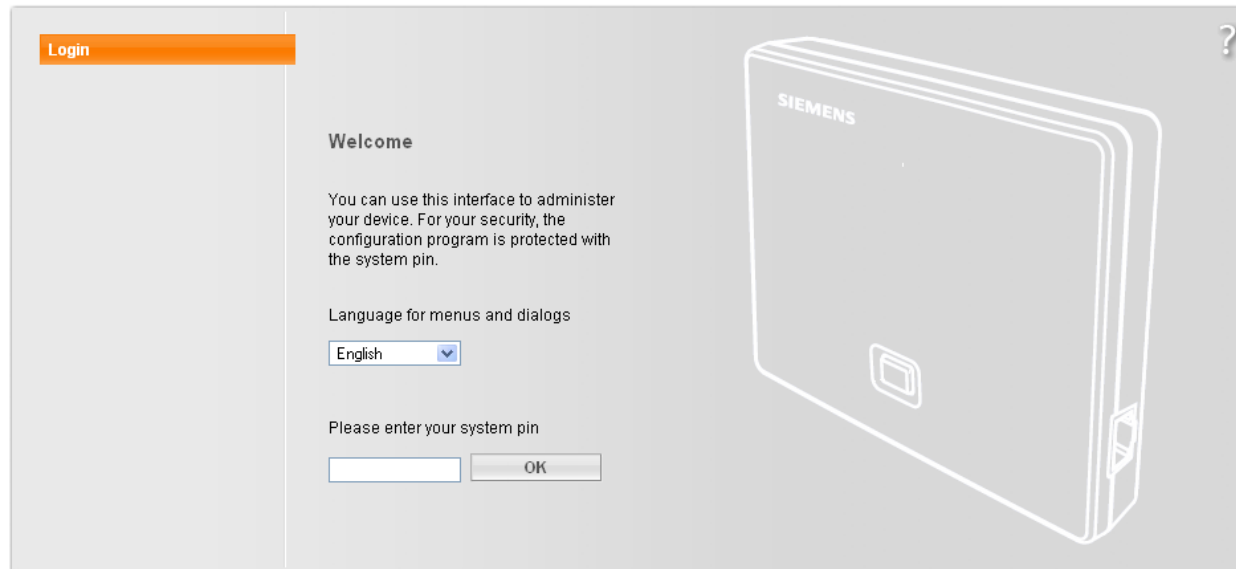 Login
?
SIEMENS
Welcome
You can use this interface to administer
your device. For your security, the
configuration program is protected with
the system pin.
Language for menus and dialogs
English
Please enter your system pin
OK